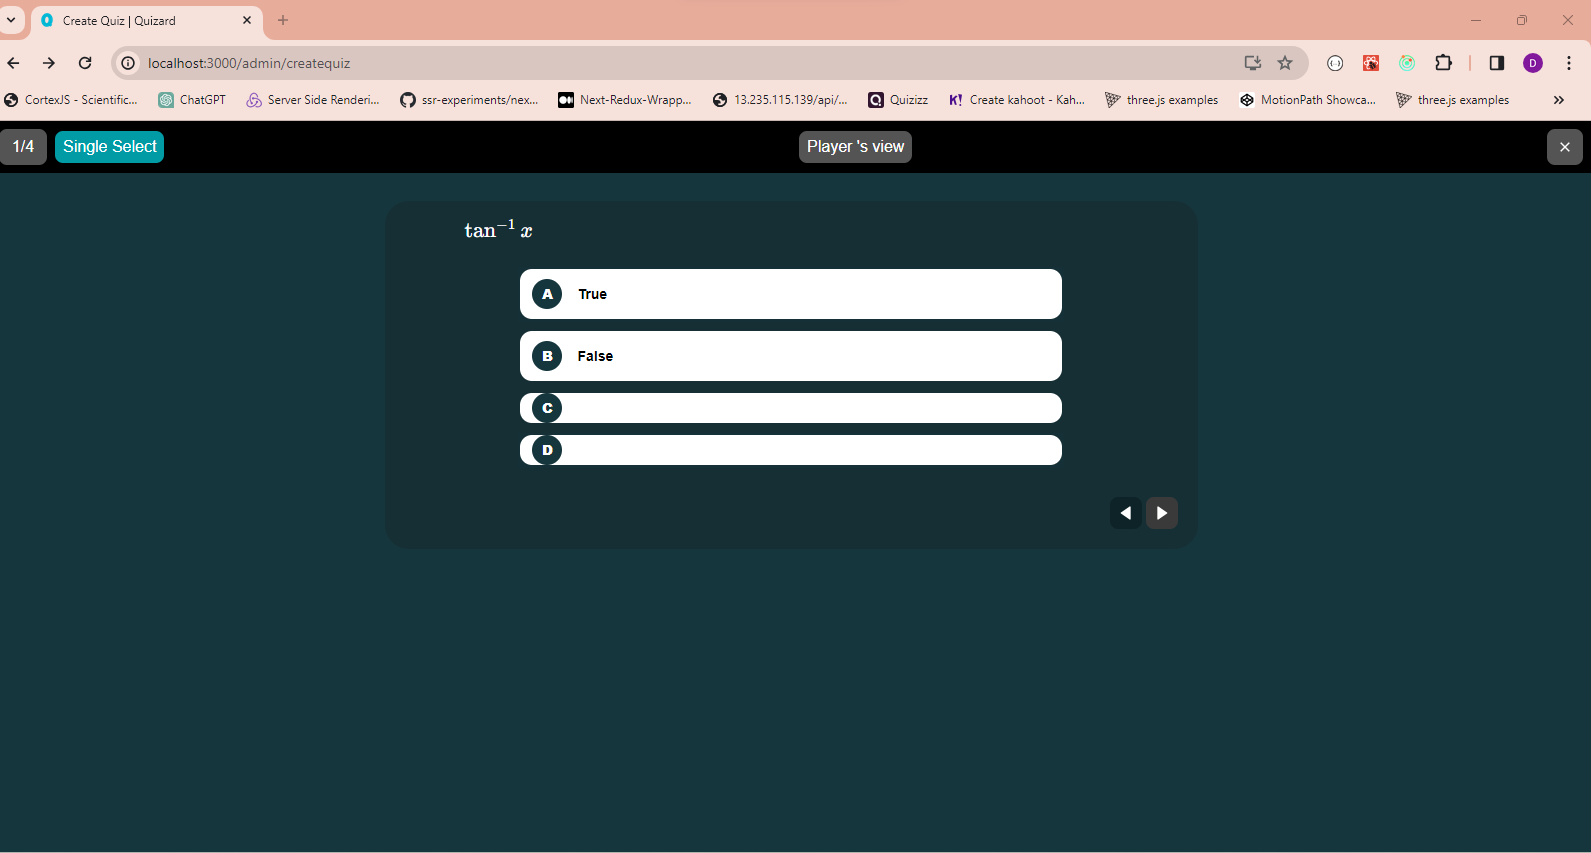 Create Quiz | Quizard
localhost:3000/admin/createquiz
D
CortexJS - Scientific... ChatGPT Server Side Renderi... ssr-experiments/nex... Next-Redux-Wrapp... 13.235.115.139/api/... Quizizz K! Create kahoot - Kah... three.js examples MotionPath Showca... three.js examples
1/4 Single Select Player 's view
tan⁻¹ x
A True
B False
C
D